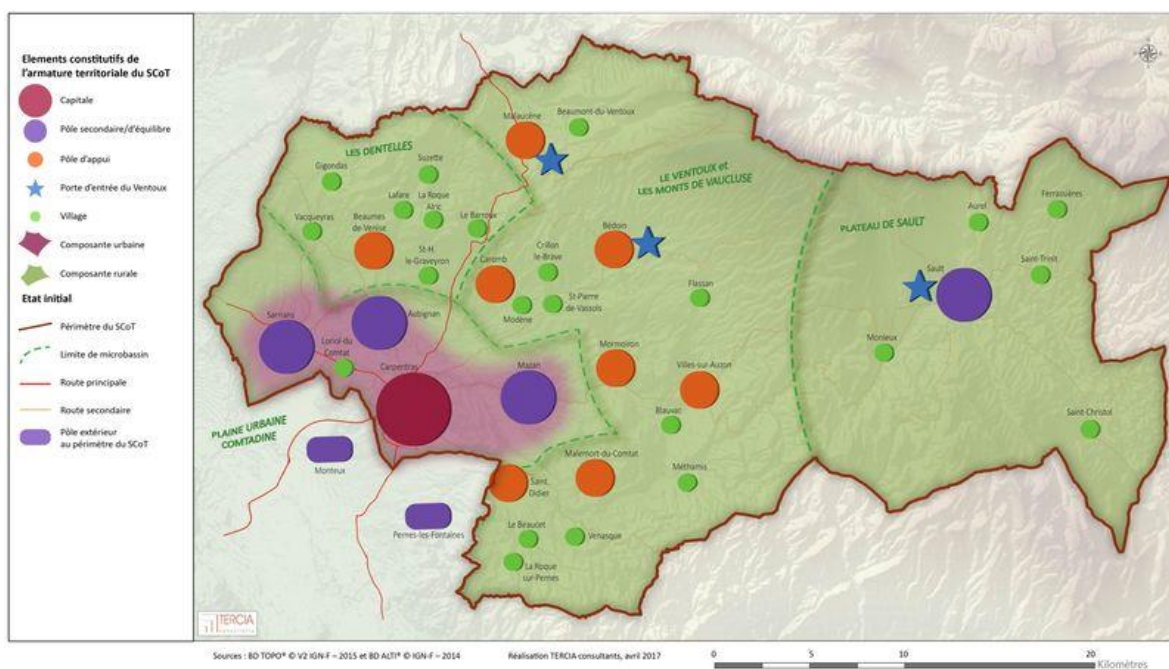 Elements constitutifs de
l'armature territoriale du SCoT
Capitale
Pôle secondaire/d'équilibre
Pôle d'appui
Porte d'entrée du Ventoux
Village
Composante urbaine
Composante rurale
Etat initial
Périmètre du SCoT
Limite de microbassin
Route principale
Route secondaire
Pôle extérieur
au périmètre du SCoT
Malaucène
Beaumont-du-Ventoux
LES DENTELLES
Gigondas
Suzette
LE VENTOUX et
LES MONTS DE VAUCLUSE
Lafare
La Roque
Alric
Vacqueyras
Beaumes
de Venise
Le Barroux
Bédoin
PLATEAU DE SAULT
Aurel
Ferrassières
St-H.
le-Graveyron
Caromb
Crillon
le-Brave
Sault
Saint-Trinit
Flassan
Modène
St-Pierre
de-Vassols
Sarrians
Aubignan
Loriol-du
Comtat
Monieux
Mormoiron
Villes-sur-Auzon
Carpentras
Mazan
Blauvac
Saint-Christol
PLAINE URBAINE
COMTADINE
Monteux
Malemort-du-Comtat
Méthamis
Saint
Didier
Pernes-les-Fontaines
Le Beaucet
Venasque
La Roque
sur-Pernes
TERCIA
consultants
Sources : BD TOPO® © V2 IGN-F – 2015 et BD ALTI® © IGN-F – 2014
Réalisation TERCIA consultants, avril 2017
0 5 10 20
Kilomètres